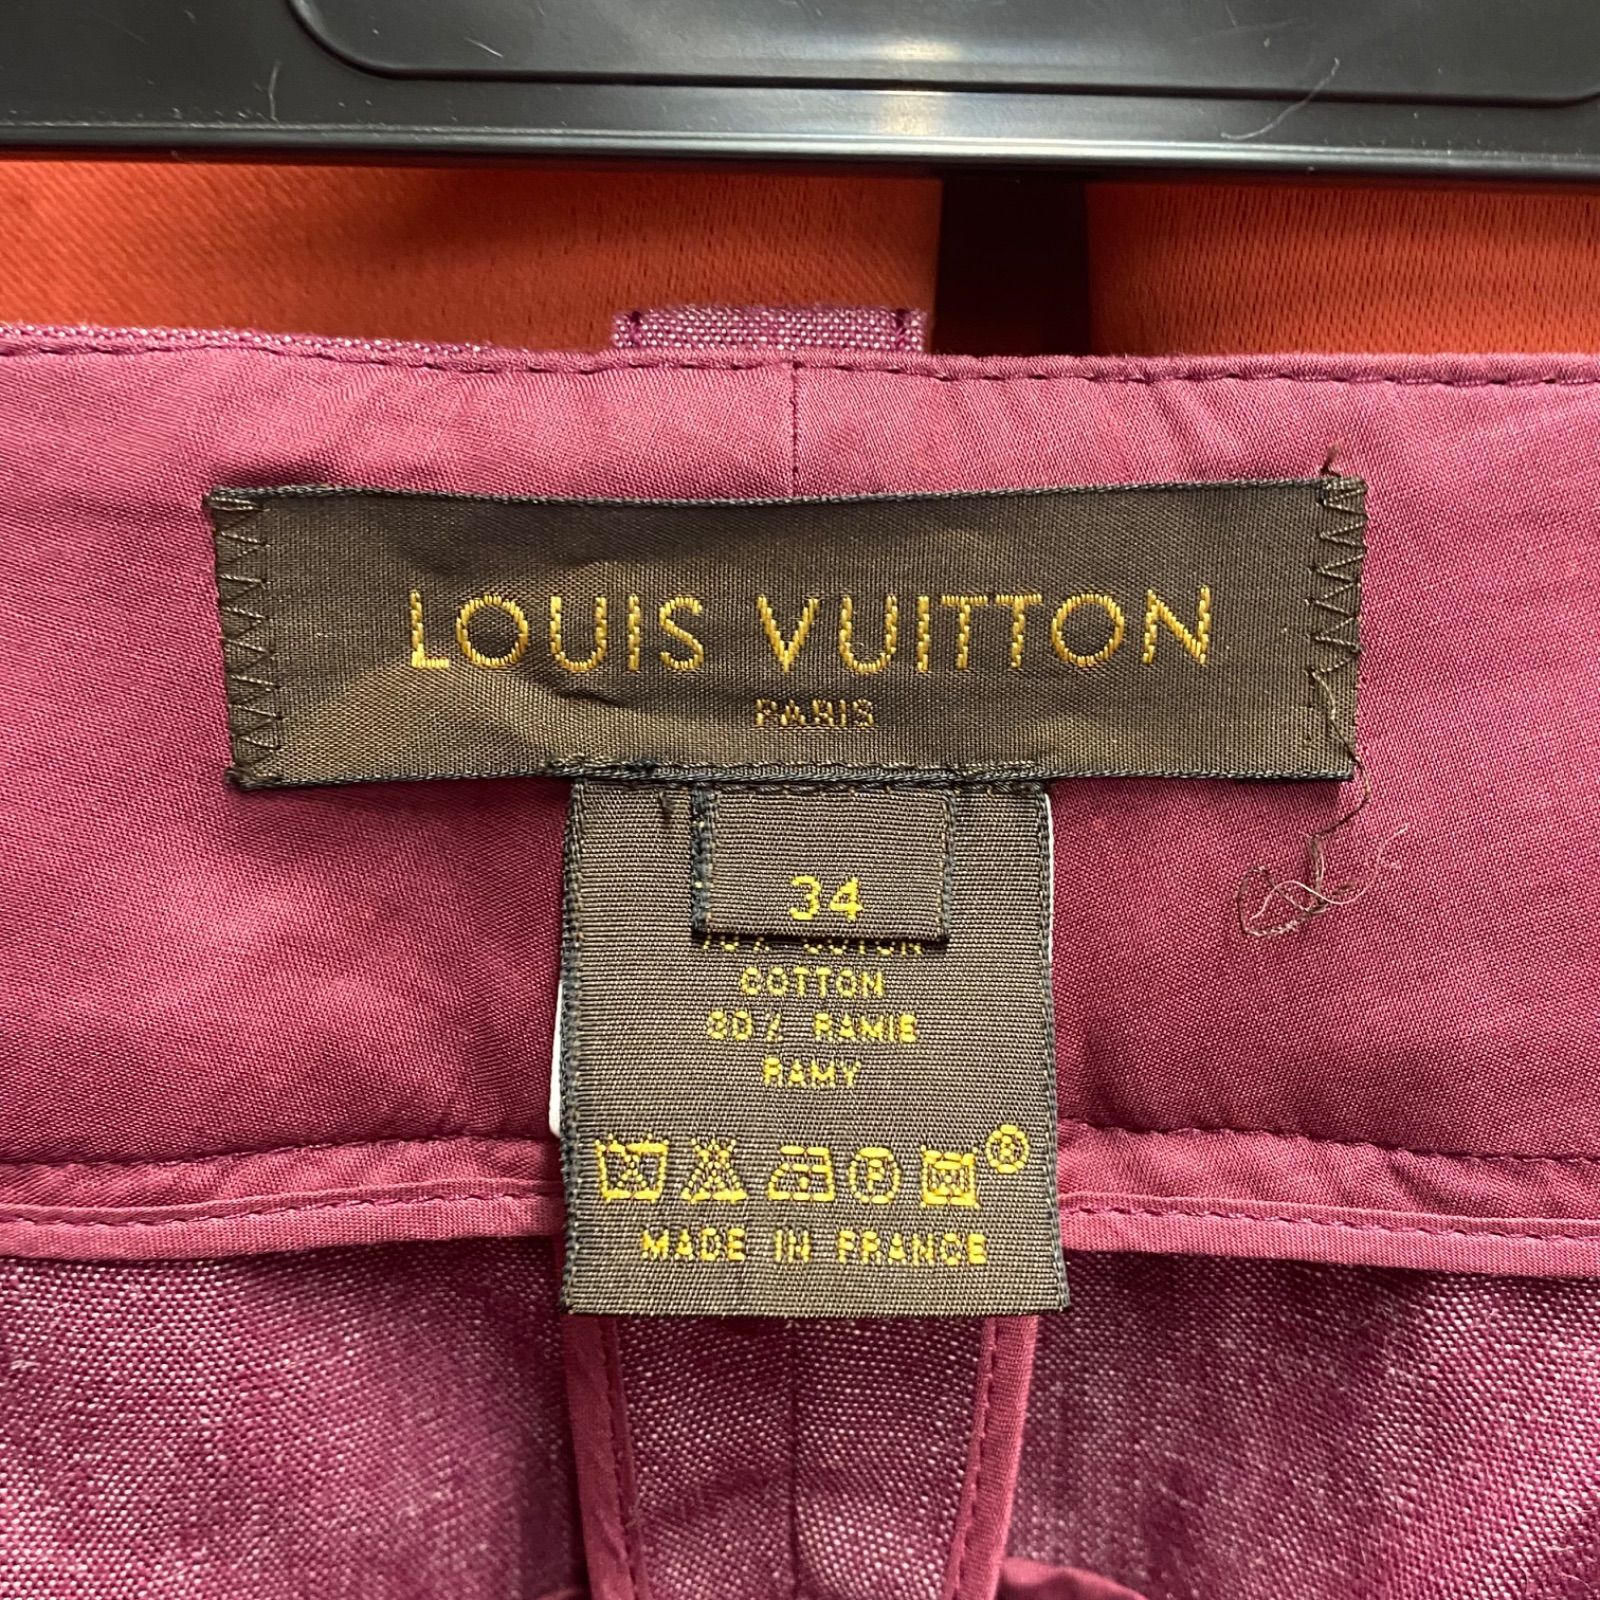 LOUIS VUITTON
PARIS
34
COTTON
RAMIE
RAMY
P
R
MADE IN FRANCE